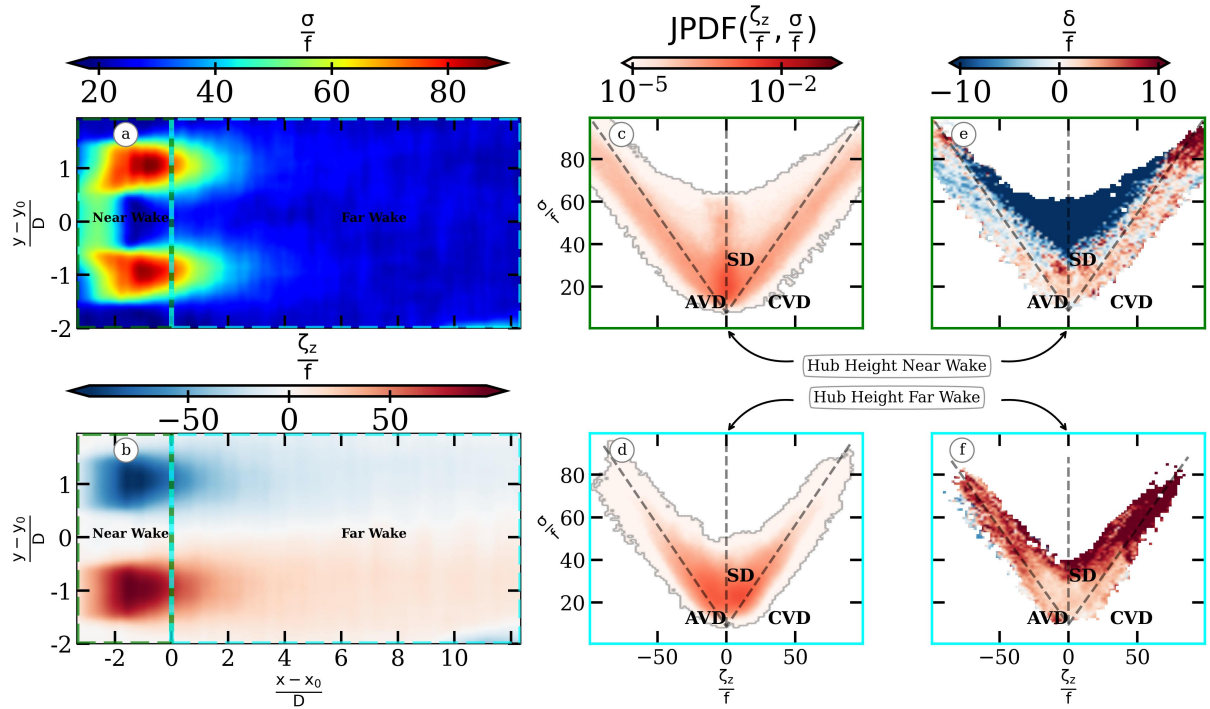 σ/f
20 40 60 80
JPDF(ζz/f, σ/f)
10−5 10−2
δ/f
−10 0 10
a
Near Wake
Far Wake
1
0
-1
-2
y − y0/D
c
80
60
40
20
σ/f
SD
AVD
CVD
e
SD
AVD
CVD
ζz/f
−50 0 50
Hub Height Near Wake
Hub Height Far Wake
b
Near Wake
Far Wake
1
0
-1
-2
y − y0/D
-2 0 2 4 6 8 10
x − x0/D
d
80
60
40
20
σ/f
SD
AVD
CVD
−50 0 50
ζz/f
f
SD
AVD
CVD
−50 0 50
ζz/f